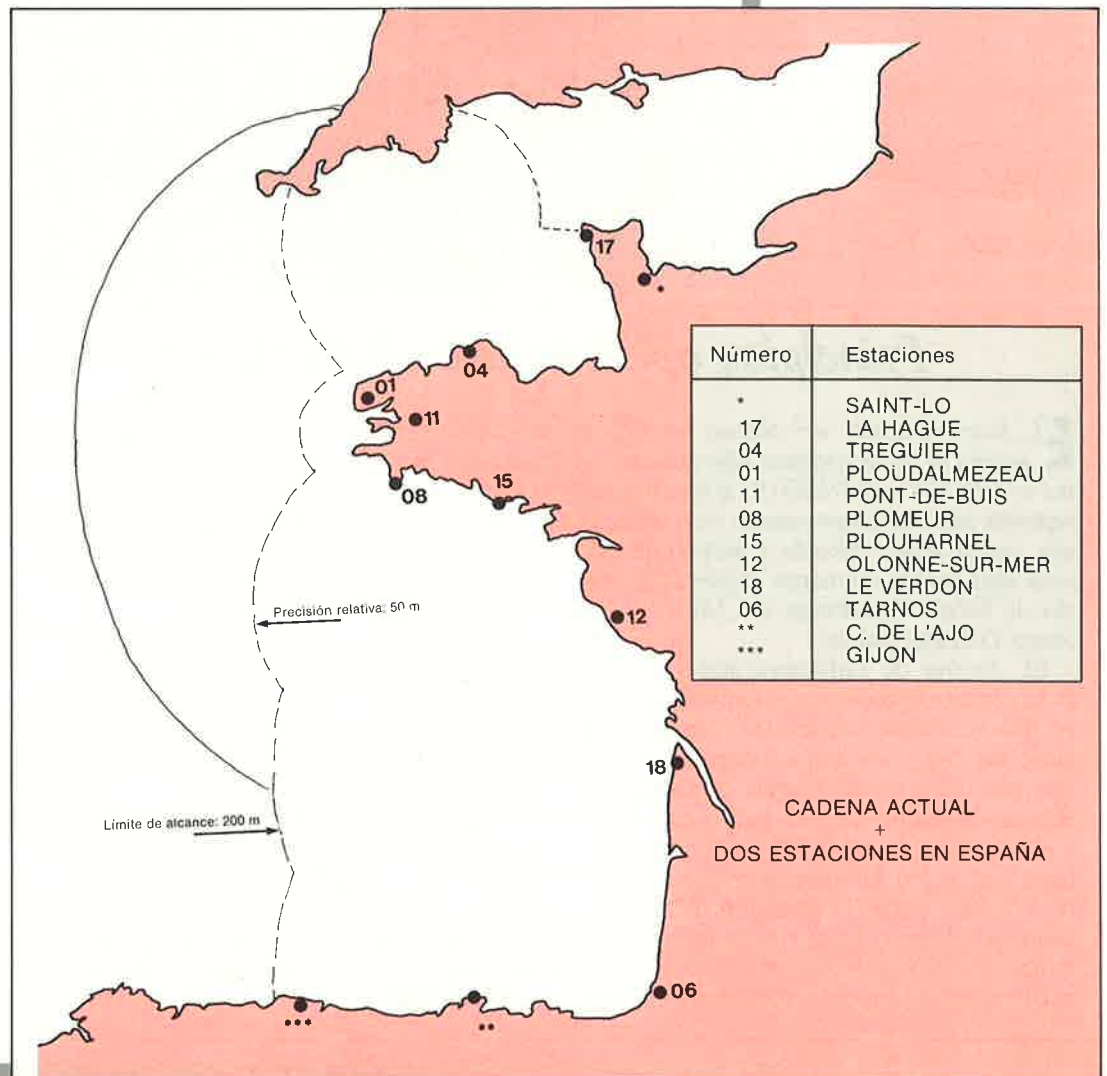 17
*
04
01
11
08
15
Precisión relativa: 50 m
12
18
Límite de alcance: 200 m
06
***
**
Número Estaciones
* SAINT-LO
17 LA HAGUE
04 TREGUIER
01 PLOUDALMEZEAU
11 PONT-DE-BUIS
08 PLOMEUR
15 PLOUHARNEL
12 OLONNE-SUR-MER
18 LE VERDON
06 TARNOS
** C. DE L'AJO
*** GIJON
CADENA ACTUAL
+
DOS ESTACIONES EN ESPAÑA